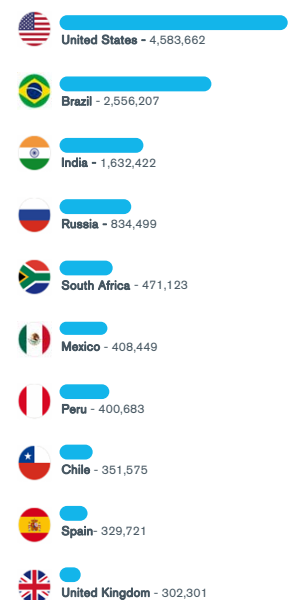 United States - 4,583,662
Brazil - 2,556,207
India - 1,632,422
Russia - 834,499
South Africa - 471,123
Mexico - 408,449
Peru - 400,683
Chile - 351,575
Spain- 329,721
United Kingdom - 302,301